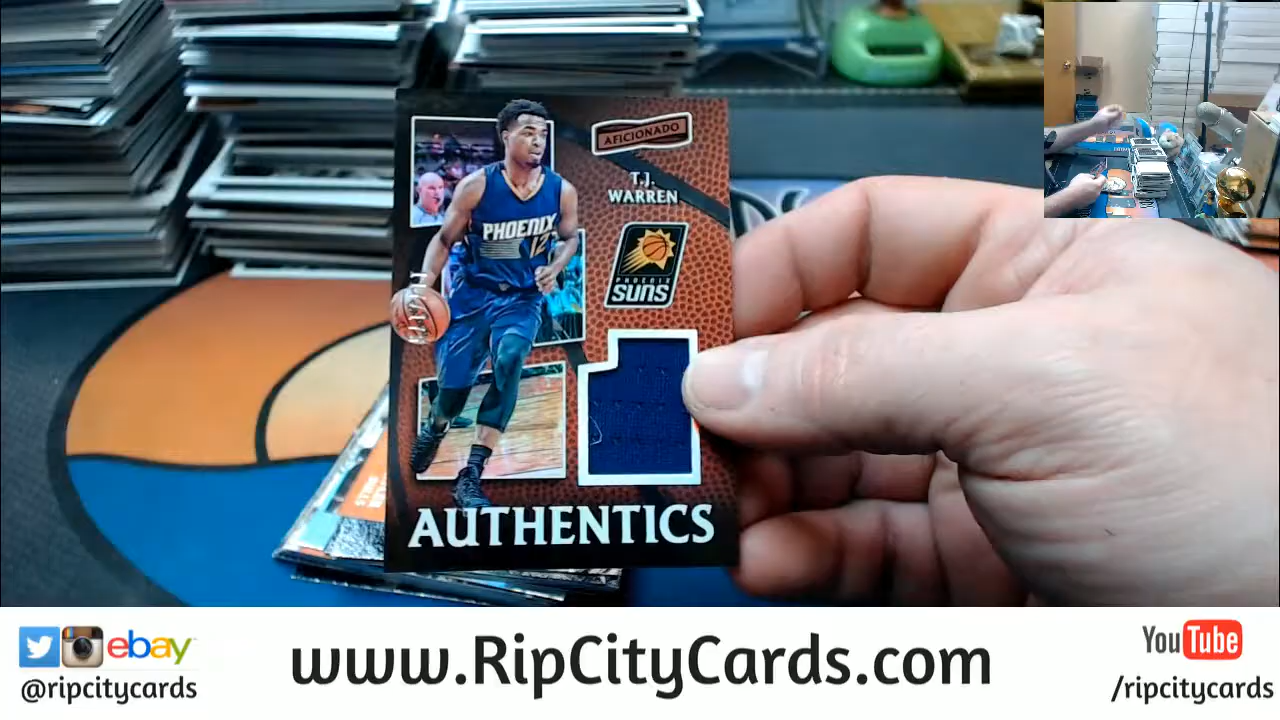 AFICIONADO
T.J.
WARREN
PHOENIX
12
PHOENIX
SUNS
AUTHENTICS
ebay
@ripcitycards
www.RipCityCards.com
YouTube
/ripcitycards